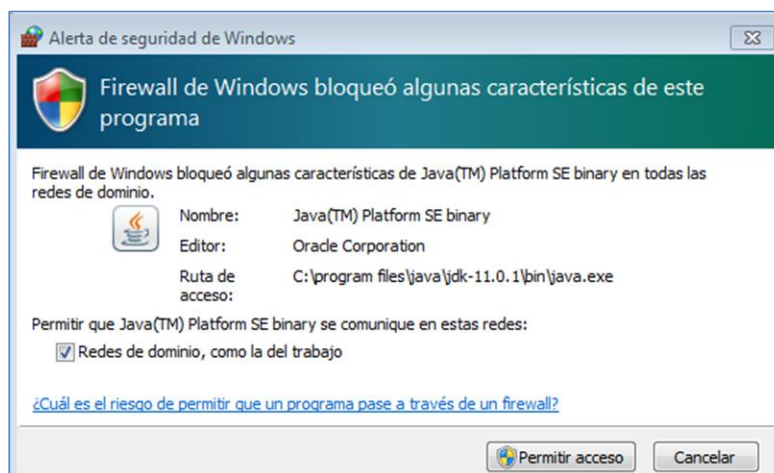 Alerta de seguridad de Windows
Firewall de Windows bloqueó algunas características de este
programa
Firewall de Windows bloqueó algunas características de Java(TM) Platform SE binary en todas las
redes de dominio.
Nombre: Java(TM) Platform SE binary
Editor: Oracle Corporation
Ruta de C:\program files\java\jdk-11.0.1\bin\java.exe
acceso:
Permitir que Java(TM) Platform SE binary se comunique en estas redes:
Redes de dominio, como la del trabajo
¿Cuál es el riesgo de permitir que un programa pase a través de un firewall?
Permitir acceso Cancelar